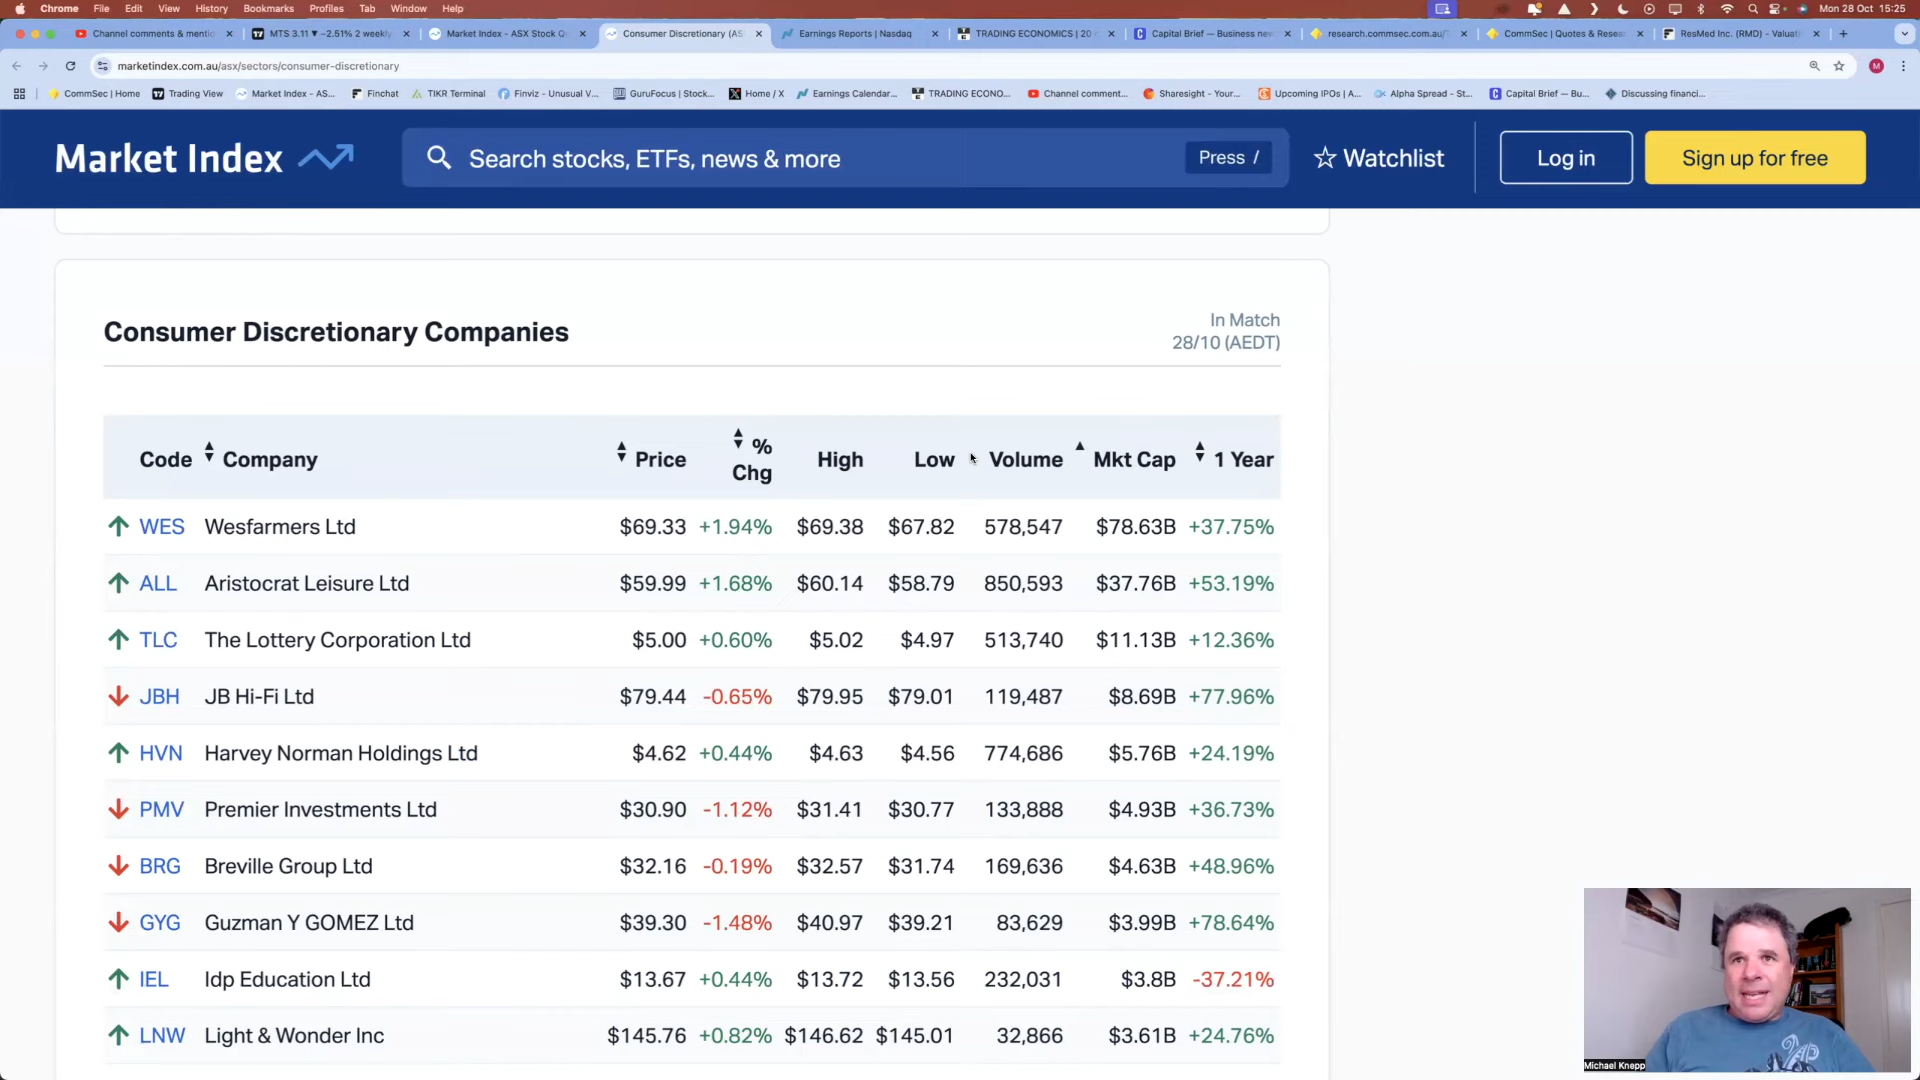 Chrome File Edit View History Bookmarks Profiles Tab Window Help Mon 28 Oct 15:25
Channel comments & mentio MTS 3.11 ▼ −2.51% 2 weekly Market Index - ASX Stock Q Consumer Discretionary (AS Earnings Reports | Nasdaq TRADING ECONOMICS | 20 Capital Brief — Business new research.commsec.com.au/ CommSec | Quotes & Resea ResMed Inc. (RMD) - Valuat
marketindex.com.au/asx/sectors/consumer-discretionary M
CommSec | Home Trading View Market Index - AS... Finchat TIKR Terminal Finviz - Unusual V... GuruFocus | Stock... Home / X Earnings Calendar... TRADING ECONO... Channel comment... Sharesight - Your... Upcoming IPOs | A... Alpha Spread - St... Capital Brief — Bu... Discussing financi...
Market Index Search stocks, ETFs, news & more Press / Watchlist Log in Sign up for free
Consumer Discretionary Companies
In Match
28/10 (AEDT)
Code Company Price % Chg High Low Volume Mkt Cap 1 Year
WES Wesfarmers Ltd $69.33 +1.94% $69.38 $67.82 578,547 $78.63B +37.75%
ALL Aristocrat Leisure Ltd $59.99 +1.68% $60.14 $58.79 850,593 $37.76B +53.19%
TLC The Lottery Corporation Ltd $5.00 +0.60% $5.02 $4.97 513,740 $11.13B +12.36%
JBH JB Hi-Fi Ltd $79.44 -0.65% $79.95 $79.01 119,487 $8.69B +77.96%
HVN Harvey Norman Holdings Ltd $4.62 +0.44% $4.63 $4.56 774,686 $5.76B +24.19%
PMV Premier Investments Ltd $30.90 -1.12% $31.41 $30.77 133,888 $4.93B +36.73%
BRG Breville Group Ltd $32.16 -0.19% $32.57 $31.74 169,636 $4.63B +48.96%
GYG Guzman Y GOMEZ Ltd $39.30 -1.48% $40.97 $39.21 83,629 $3.99B +78.64%
IEL Idp Education Ltd $13.67 +0.44% $13.72 $13.56 232,031 $3.8B -37.21%
LNW Light & Wonder Inc $145.76 +0.82% $146.62 $145.01 32,866 $3.61B +24.76%
Michael Knepp